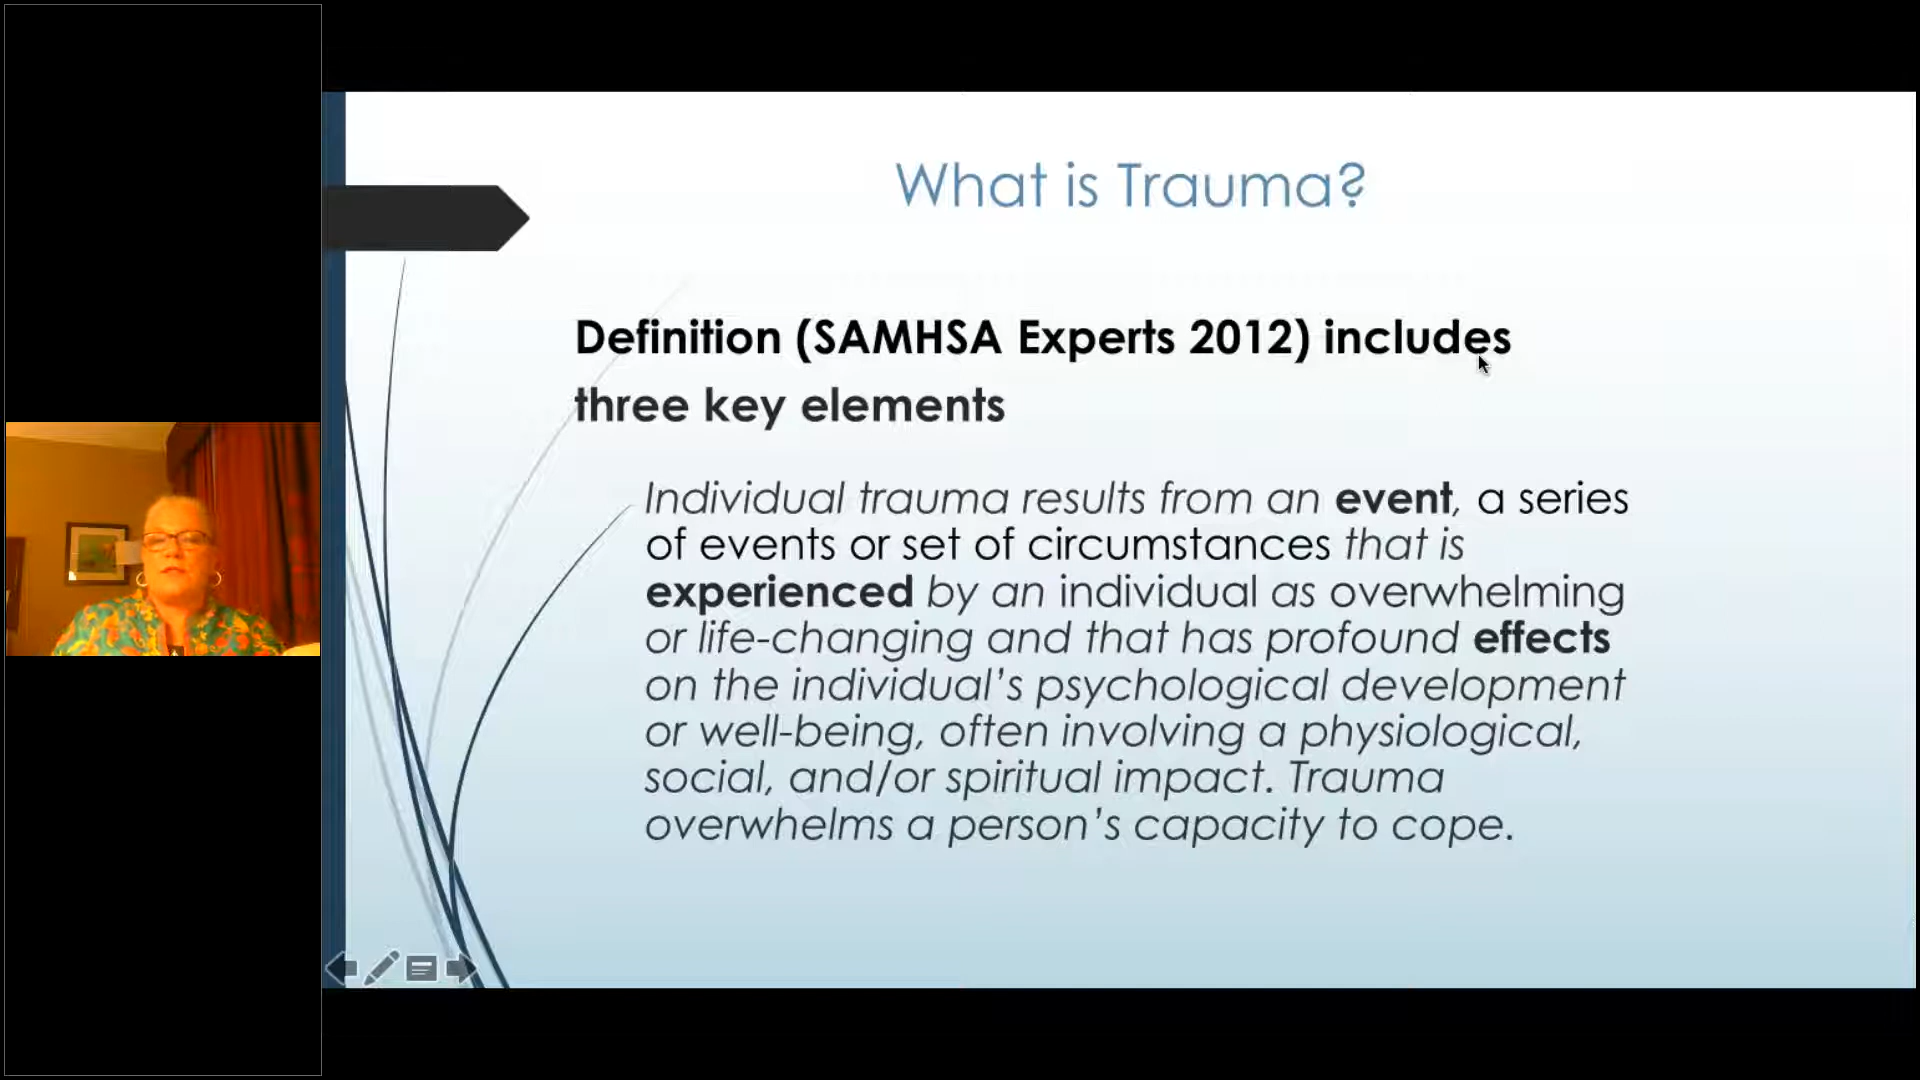 What is Trauma?
Definition (SAMHSA Experts 2012) includes
three key elements
Individual trauma results from an event, a series
of events or set of circumstances that is
experienced by an individual as overwhelming
or life-changing and that has profound effects
on the individual’s psychological development
or well-being, often involving a physiological,
social, and/or spiritual impact. Trauma
overwhelms a person’s capacity to cope.